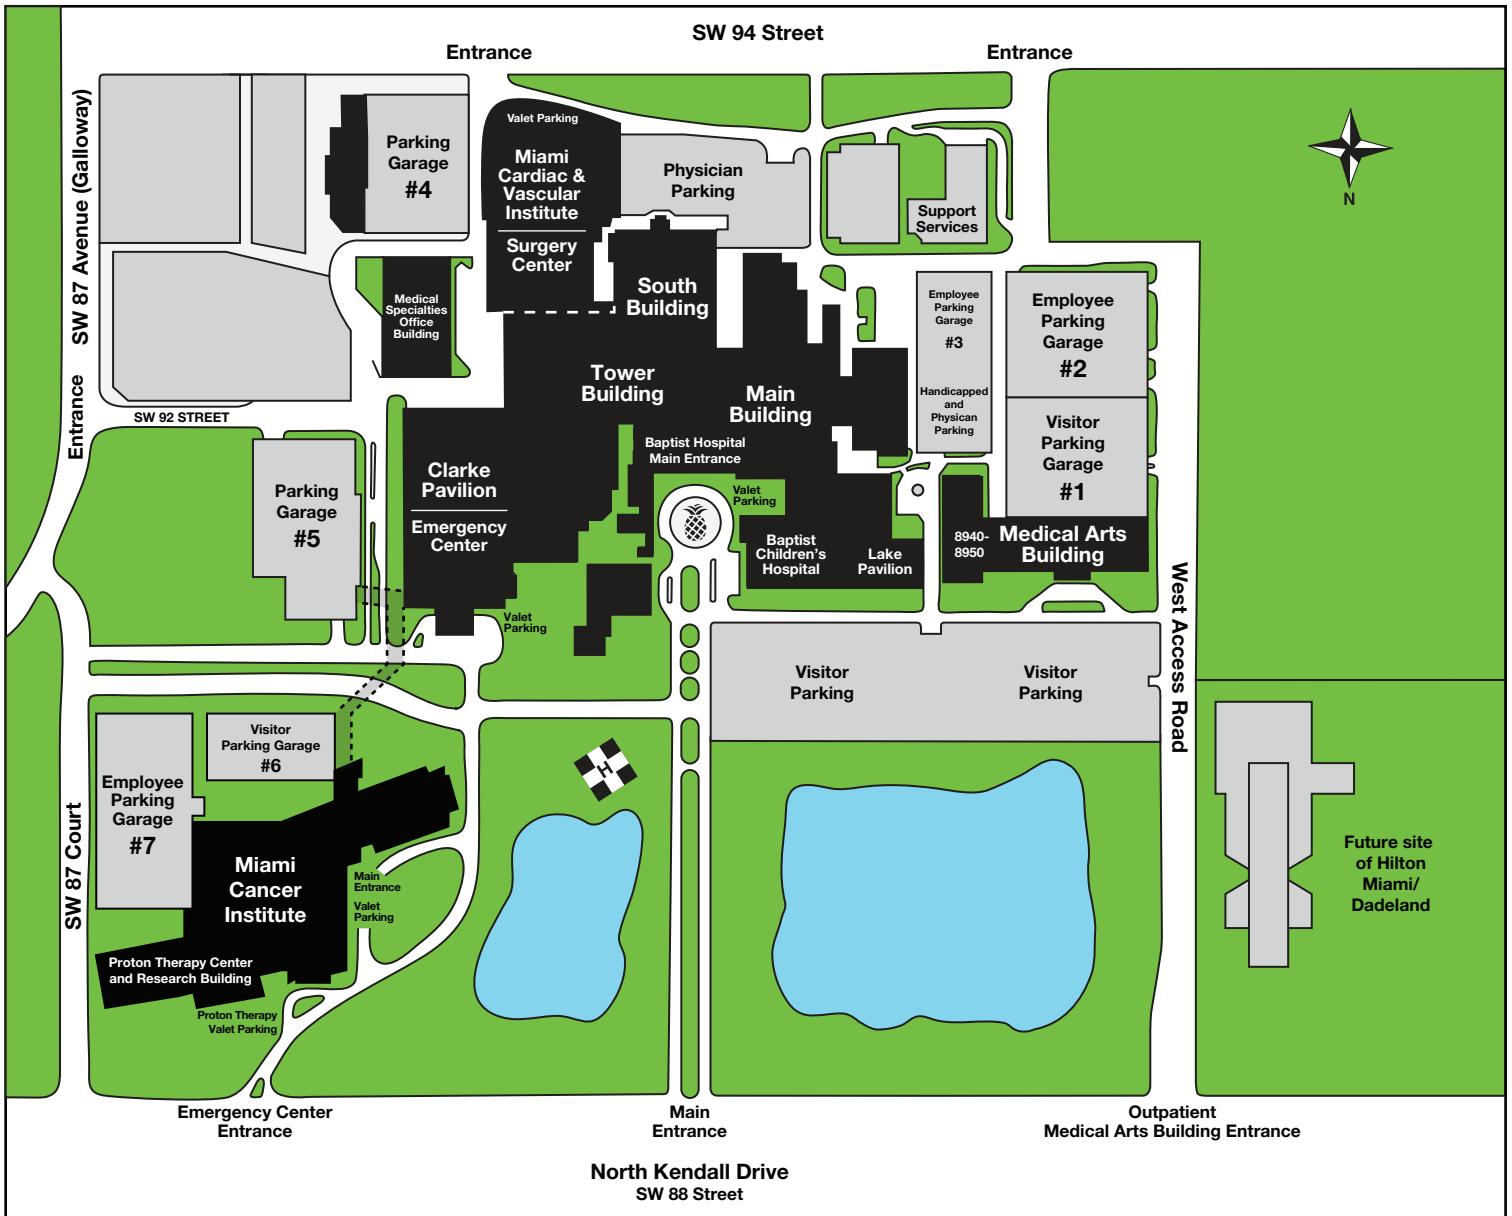 SW 94 Street
Entrance
Entrance
SW 87 Avenue (Galloway)
Valet Parking
Miami
Cardiac &
Vascular
Institute
Surgery
Center
Parking
Garage
#4
Physician
Parking
Support
Services
N
Medical
Specialties
Office
Building
South
Building
Employee
Parking
Garage
#3
Handicapped
and
Physican
Parking
Employee
Parking
Garage
#2
Tower
Building
Main
Building
Entrance
SW 92 STREET
Visitor
Parking
Garage
#1
Baptist Hospital
Main Entrance
Clarke
Pavilion
Emergency
Center
Parking
Garage
#5
Valet
Parking
Baptist
Children's
Hospital
Lake
Pavilion
8940-
8950
Medical Arts
Building
Valet
Parking
West Access Road
Visitor
Parking
Visitor
Parking
Visitor
Parking Garage
#6
Employee
Parking
Garage
#7
H
SW 87 Court
Miami
Cancer
Institute
Main
Entrance
Valet
Parking
Future site
of Hilton
Miami/
Dadeland
Proton Therapy Center
and Research Building
Proton Therapy
Valet Parking
Emergency Center
Entrance
Main
Entrance
Outpatient
Medical Arts Building Entrance
North Kendall Drive
SW 88 Street